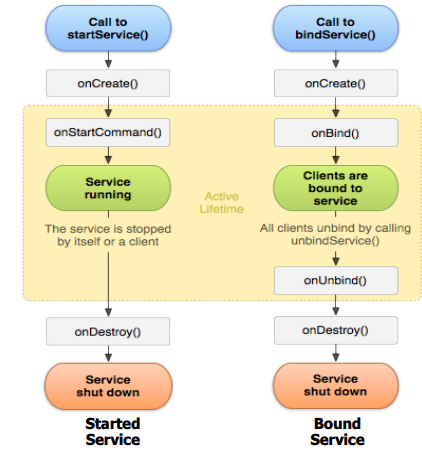 Call to
startService()
onCreate()
onStartCommand()
Service
running
The service is stopped
by itself or a client
onDestroy()
Service
shut down
Started
Service
Active
Lifetime
Call to
bindService()
onCreate()
onBind()
Clients are
bound to
service
All clients unbind by calling
unbindService()
onUnbind()
onDestroy()
Service
shut down
Bound
Service